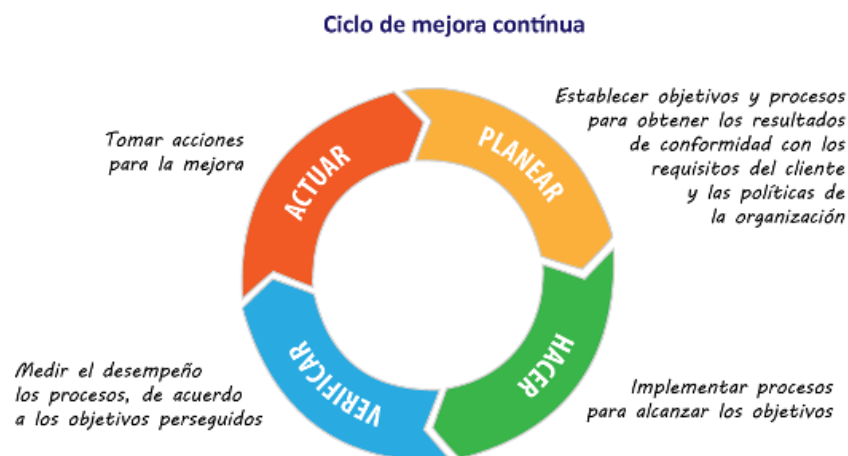 Ciclo de mejora contínua
PLANEAR
Establecer objetivos y procesos
para obtener los resultados
de conformidad con los
requisitos del cliente
y las políticas de
la organización
HACER
Implementar procesos
para alcanzar los objetivos
VERIFICAR
Medir el desempeño
los procesos, de acuerdo
a los objetivos perseguidos
ACTUAR
Tomar acciones
para la mejora